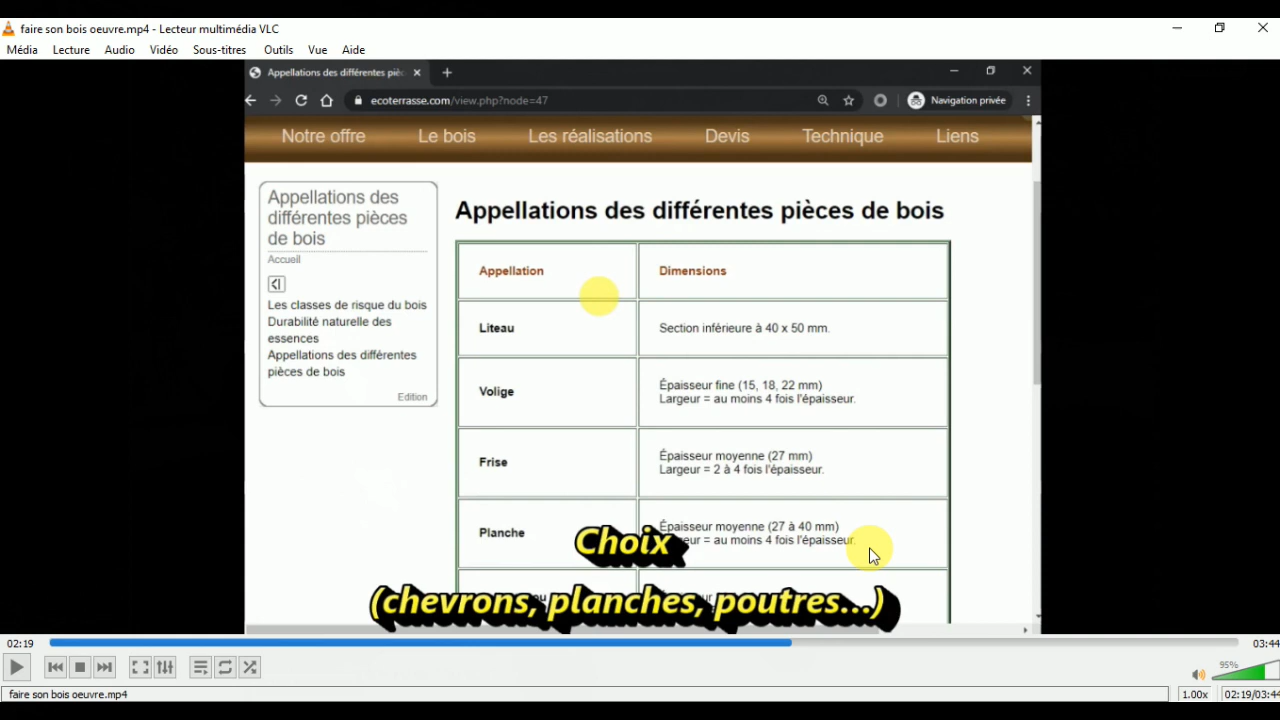 faire son bois oeuvre.mp4 - Lecteur multimédia VLC
Média Lecture Audio Vidéo Sous-titres Outils Vue Aide
Appellations des différentes piè
ecoterrasse.com/view.php?node=47
Navigation privée
Notre offre Le bois Les réalisations Devis Technique Liens
Appellations des
différentes pièces
de bois
Accueil
Les classes de risque du bois
Durabilité naturelle des
essences
Appellations des différentes
pièces de bois
Edition
Appellations des différentes pièces de bois
Appellation Dimensions
Liteau Section inférieure à 40 x 50 mm.
Volige Épaisseur fine (15, 18, 22 mm)
Largeur = au moins 4 fois l'épaisseur.
Frise Épaisseur moyenne (27 mm)
Largeur = 2 à 4 fois l'épaisseur.
Planche Épaisseur moyenne (27 à 40 mm)
= au moins 4 fois l'épaisseur.
Choix
(chevrons, planches, poutres...)
02:19 03:44
95%
faire son bois oeuvre.mp4 1.00x 02:19/03:44